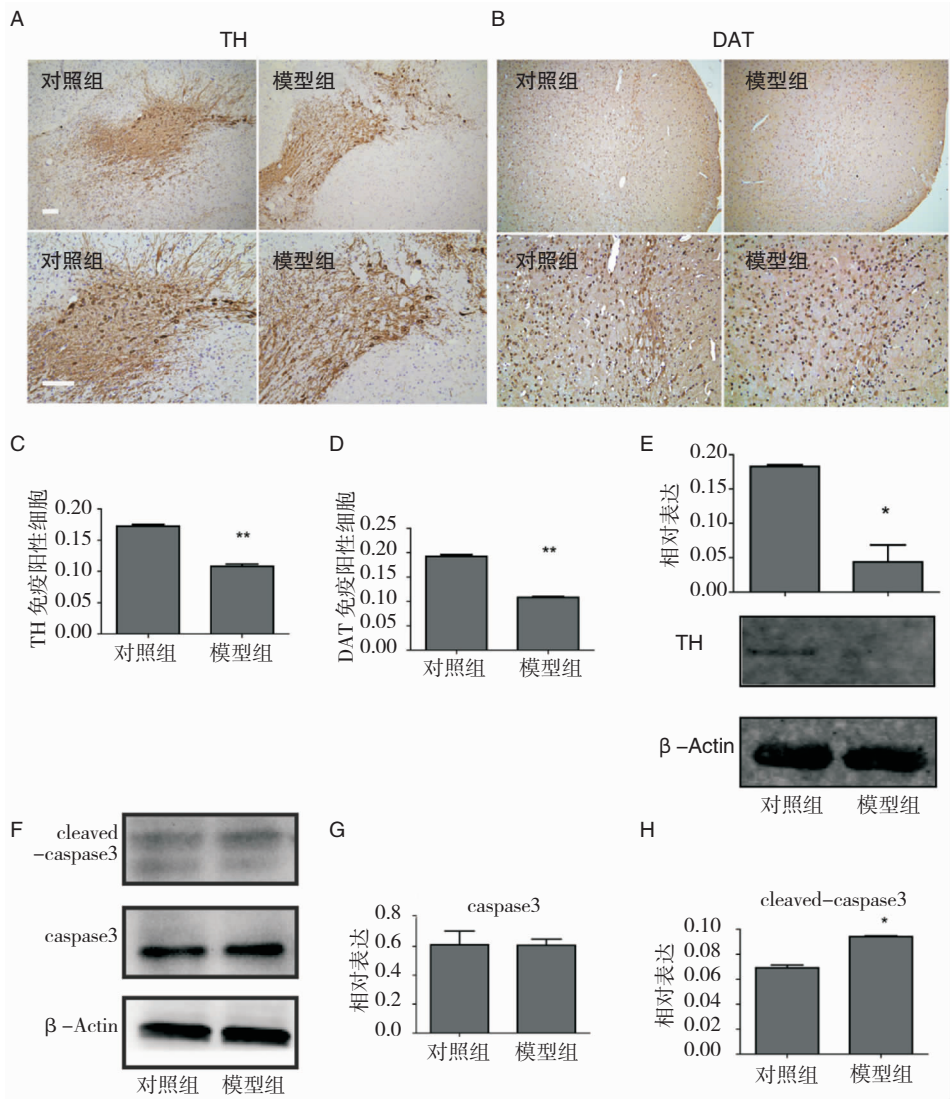 A
TH
对照组
模型组
对照组
模型组
B
DAT
对照组
模型组
对照组
模型组
C
TH 免疫阳性细胞
0.20
0.15
0.10
0.05
0.00
**
对照组
模型组
D
DAT 免疫阳性细胞
0.25
0.20
0.15
0.10
0.05
0.00
**
对照组
模型组
E
相对表达
0.20
0.15
0.10
0.05
0.00
*
TH
β-Actin
对照组
模型组
F
cleaved
-caspase3
caspase3
β-Actin
对照组
模型组
G
caspase3
相对表达
0.8
0.6
0.4
0.2
0.0
对照组
模型组
H
cleaved-caspase3
相对表达
0.10
0.08
0.06
0.04
0.02
0.00
*
对照组
模型组